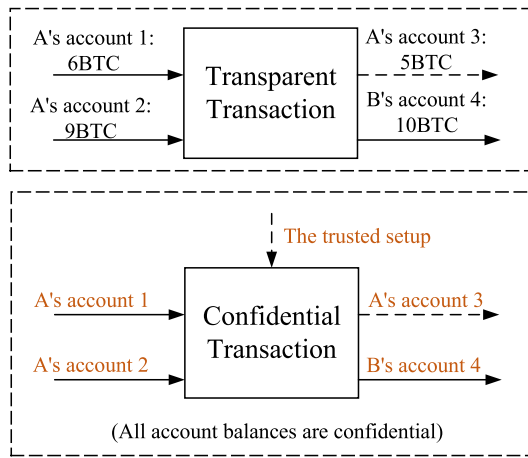 A's account 1:
6BTC
A's account 2:
9BTC
Transparent
Transaction
A's account 3:
5BTC
B's account 4:
10BTC
The trusted setup
A's account 1
A's account 2
Confidential
Transaction
A's account 3
B's account 4
(All account balances are confidential)